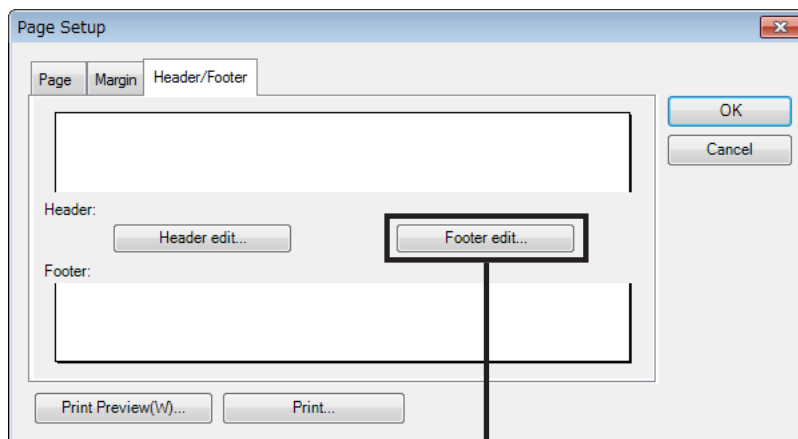 Page Setup
Page Margin Header/Footer
OK
Cancel
Header:
Header edit... Footer edit...
Footer:
Print Preview(W)... Print...